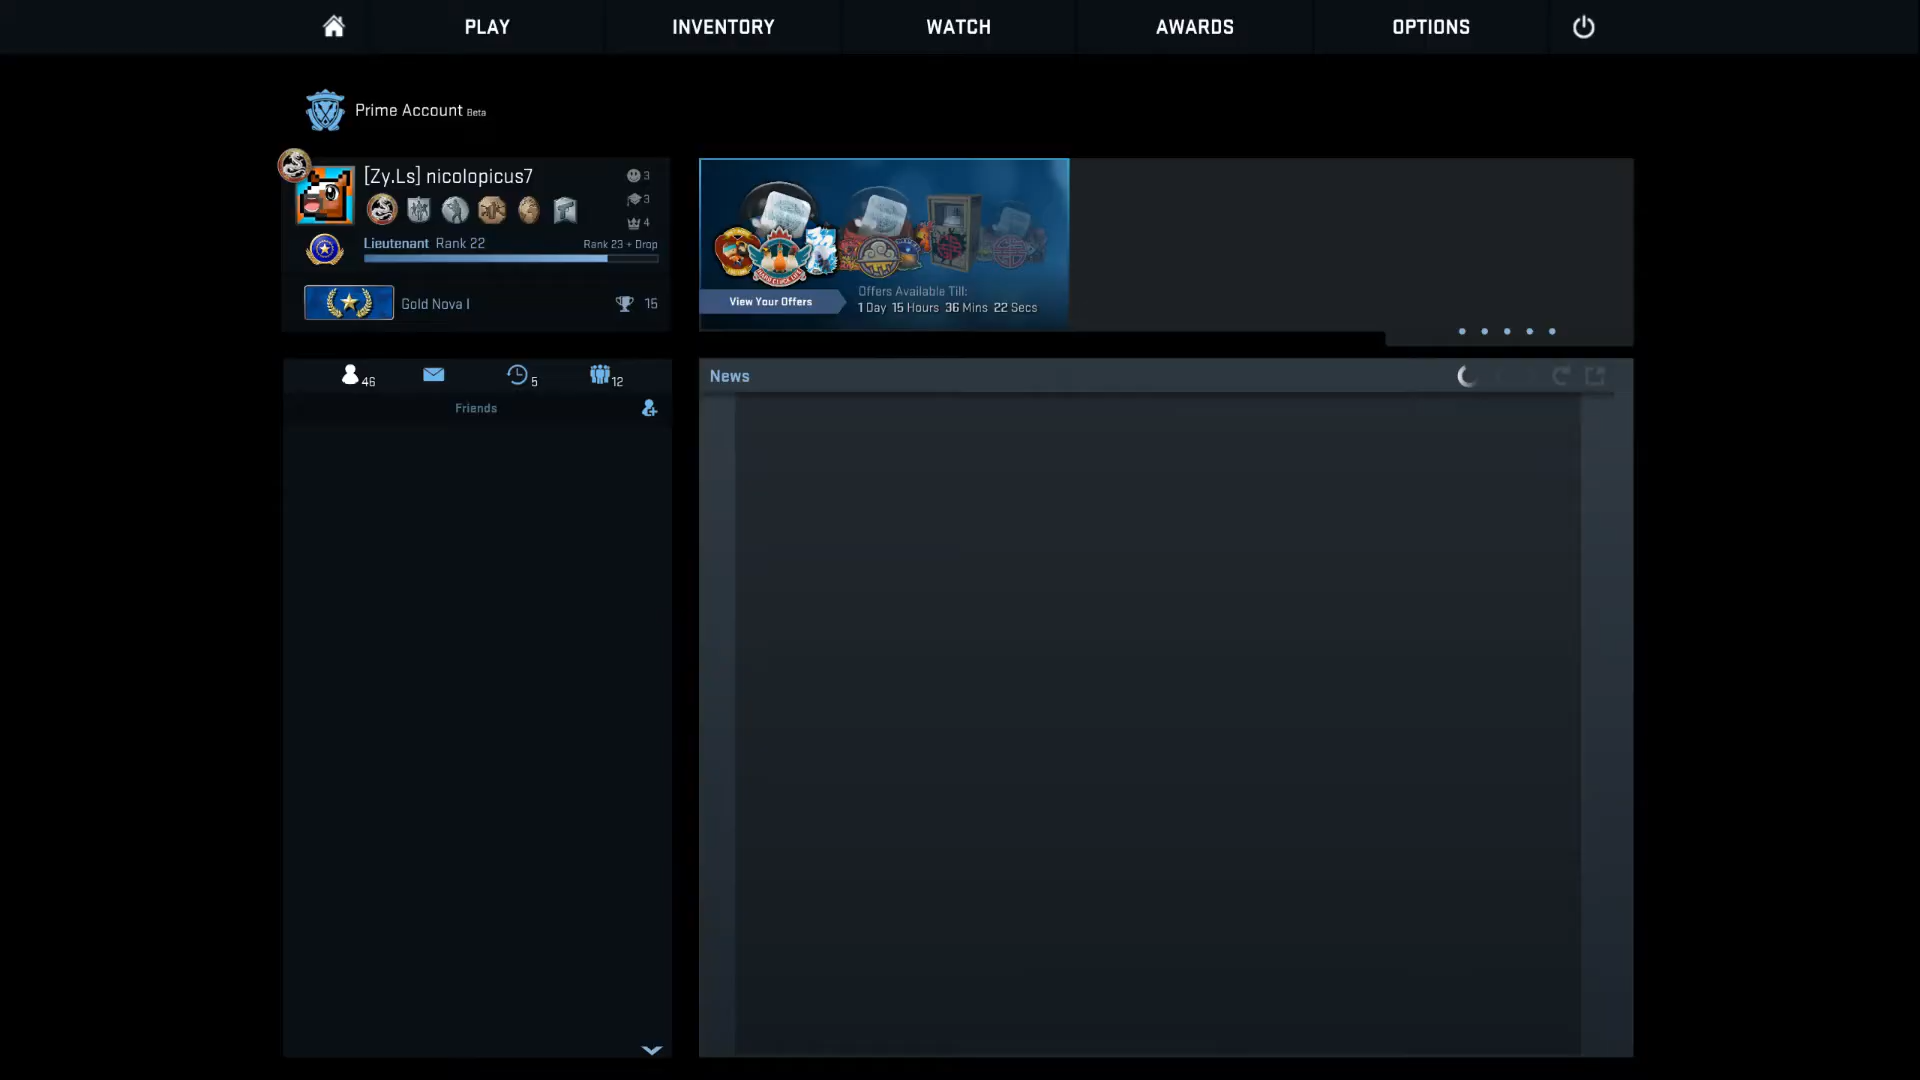 PLAY
INVENTORY
WATCH
AWARDS
OPTIONS
Prime Account Beta
[Zy.Ls] nicolopicus7
3
3
4
Lieutenant Rank 22
Rank 23 + Drop
Gold Nova I
15
View Your Offers
Offers Available Till:
1 Day 15 Hours 36 Mins 22 Secs
46
5
12
Friends
News